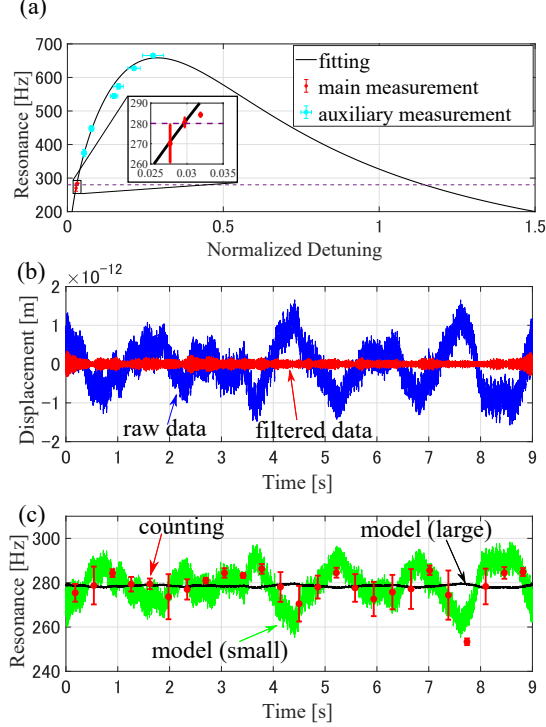 (a)
700
600
500
400
300
200
Resonance [Hz]
fitting
main measurement
auxiliary measurement
290
280
270
260
0.025 0.03 0.035
0 0.5 1 1.5
Normalized Detuning
(b)
×10⁻¹²
2
1
0
−1
−2
Displacement [m]
raw data
filtered data
0 1 2 3 4 5 6 7 8 9
Time [s]
(c)
300
280
260
240
Resonance [Hz]
counting
model (large)
model (small)
0 1 2 3 4 5 6 7 8 9
Time [s]